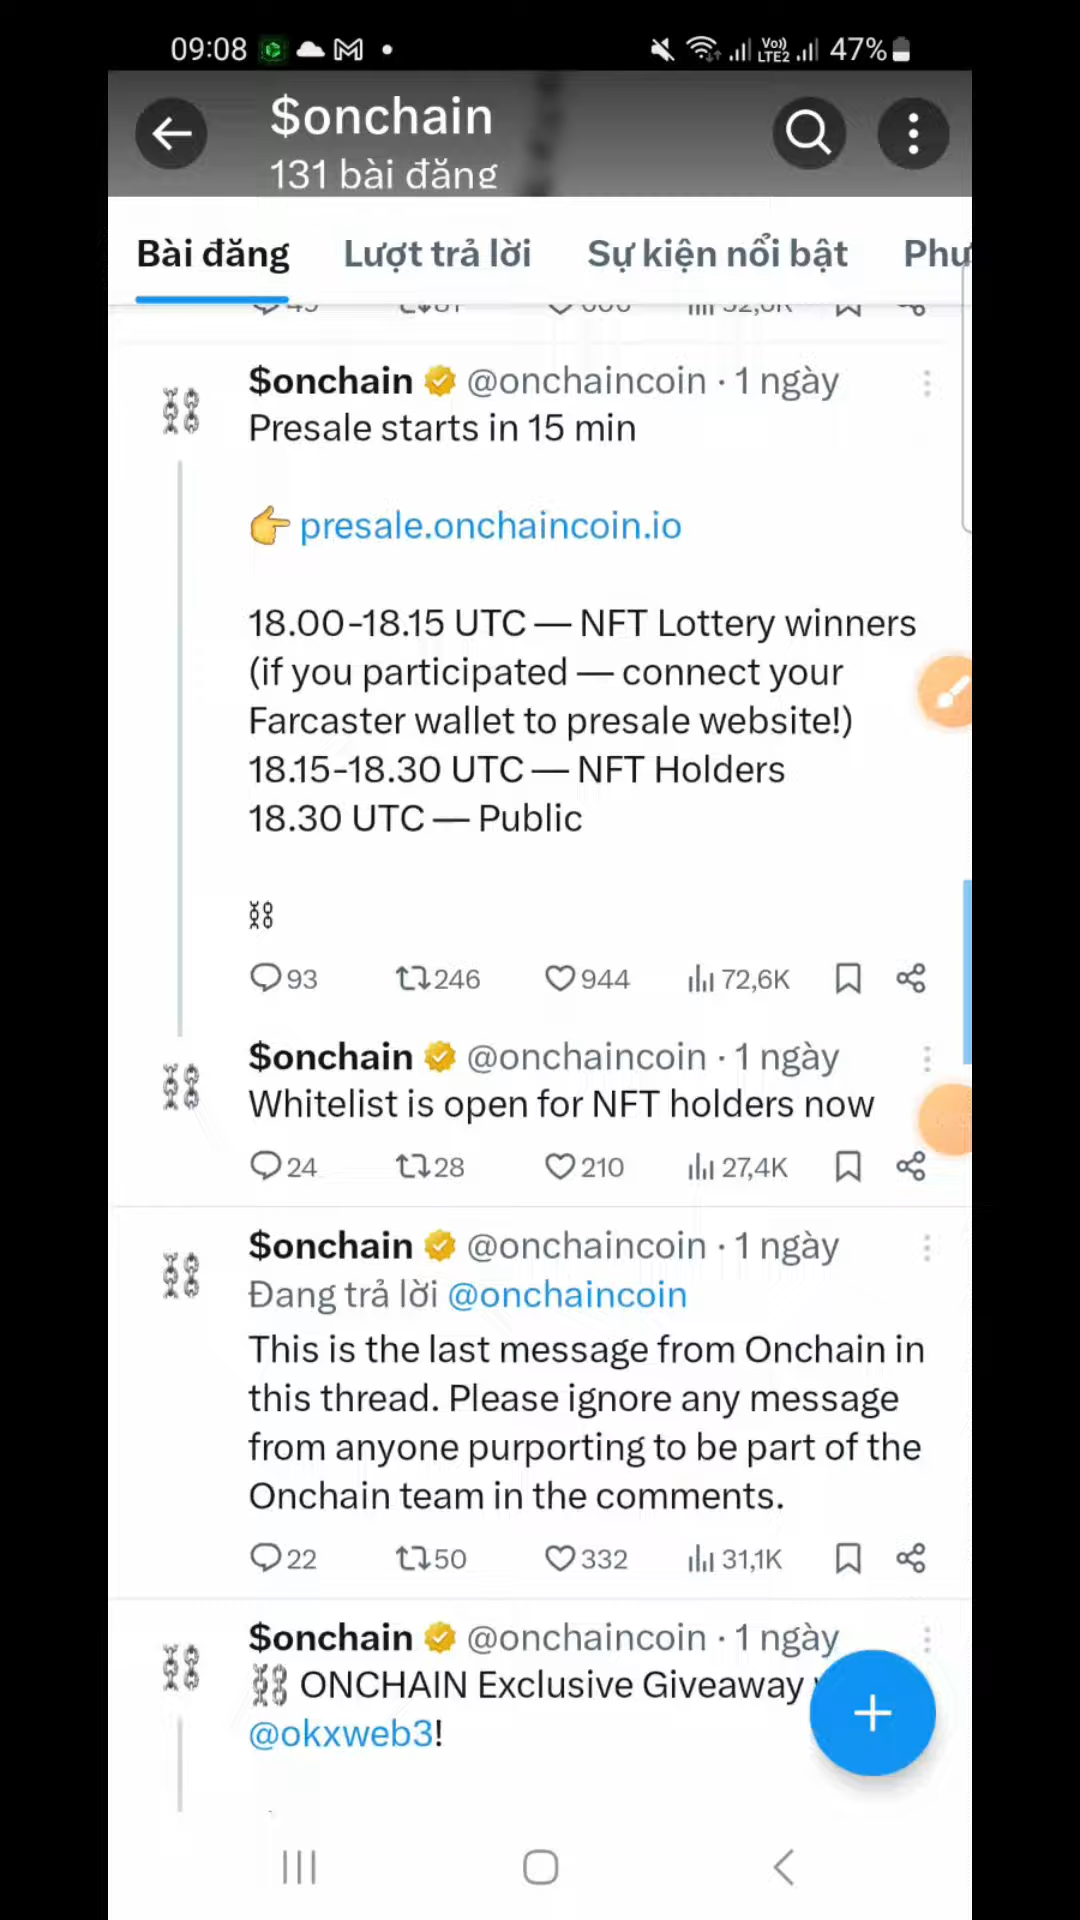 09:08
Vo))
LTE2
47%
$onchain
131 bài đăng
Bài đăng Lượt trả lời Sự kiện nổi bật Phư
$onchain @onchaincoin · 1 ngày
Presale starts in 15 min
👉 presale.onchaincoin.io
18.00-18.15 UTC — NFT Lottery winners
(if you participated — connect your
Farcaster wallet to presale website!)
18.15-18.30 UTC — NFT Holders
18.30 UTC — Public
⛓️
93 246 944 72,6K
$onchain @onchaincoin · 1 ngày
Whitelist is open for NFT holders now
24 28 210 27,4K
$onchain @onchaincoin · 1 ngày
Đang trả lời @onchaincoin
This is the last message from Onchain in
this thread. Please ignore any message
from anyone purporting to be part of the
Onchain team in the comments.
22 50 332 31,1K
$onchain @onchaincoin · 1 ngày
⛓️ ONCHAIN Exclusive Giveaway
@okxweb3!